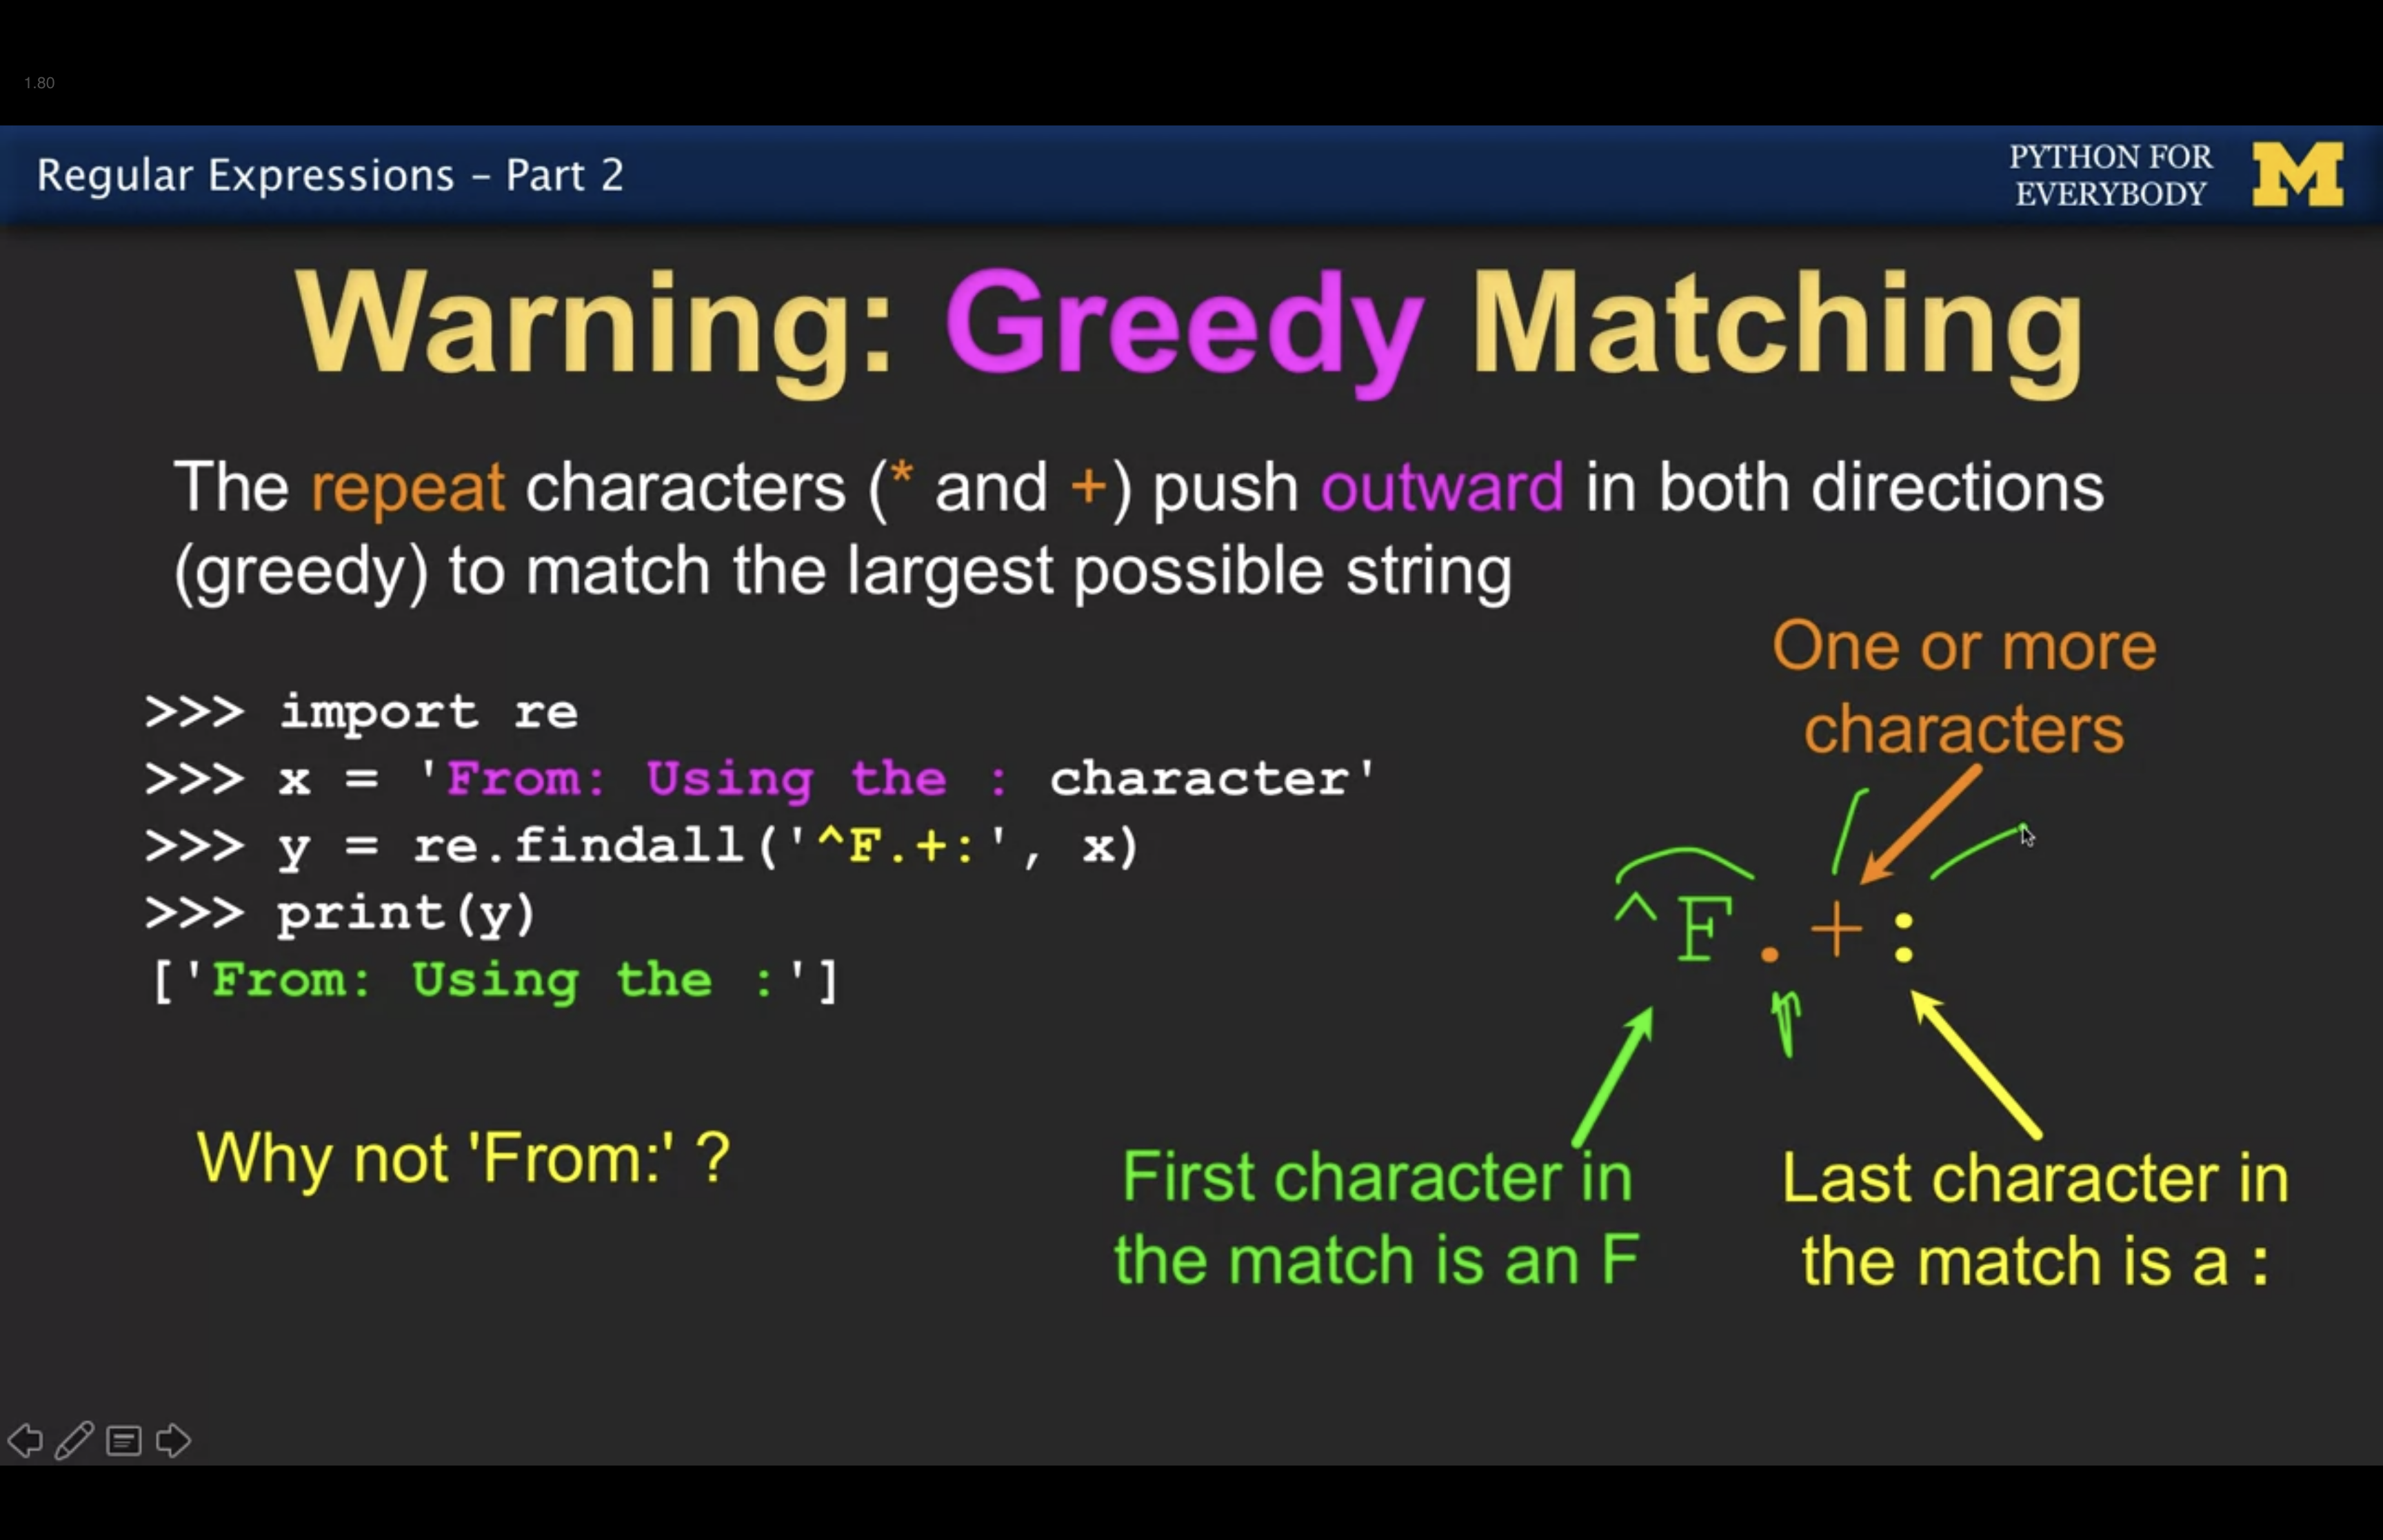 1.80
Regular Expressions – Part 2
PYTHON FOR
EVERYBODY
M
Warning: Greedy Matching
The repeat characters (* and +) push outward in both directions
(greedy) to match the largest possible string
>>> import re
>>> x = 'From: Using the : character'
>>> y = re.findall('^F.+:', x)
>>> print(y)
['From: Using the :']
Why not 'From:' ?
One or more
characters
^F.+:
First character in
the match is an F
Last character in
the match is a :